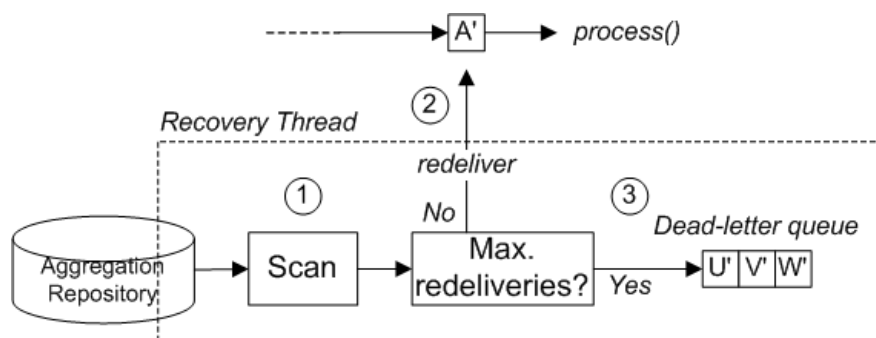 A' process()
2
Recovery Thread
redeliver
1
3
No
Dead-letter queue
Aggregation
Repository
Scan
Max.
redeliveries?
Yes
U' V' W'